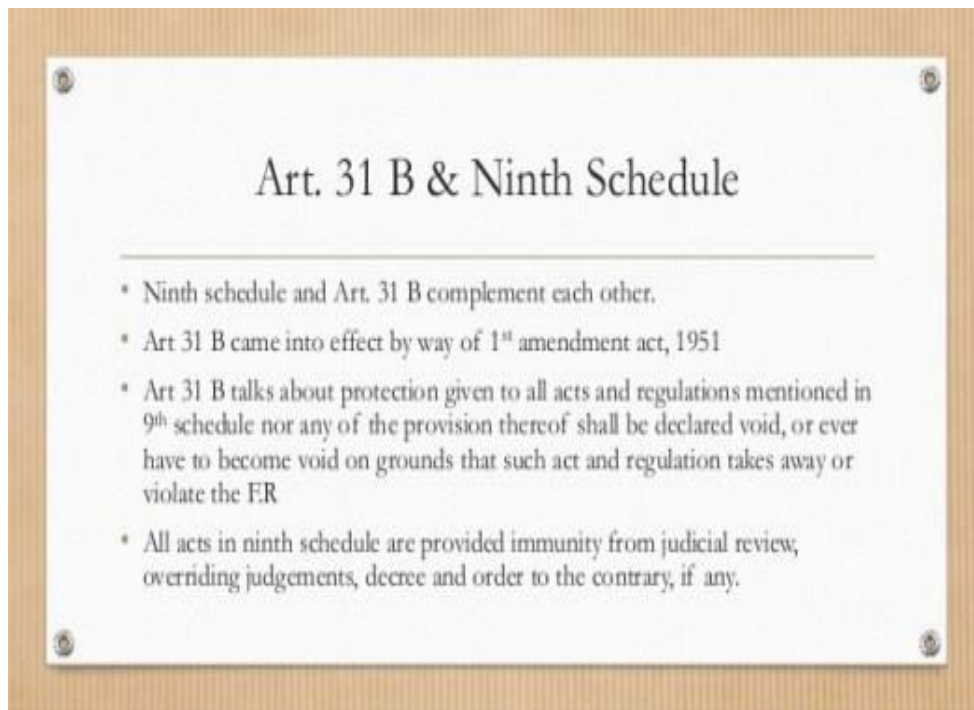 Art. 31 B & Ninth Schedule
• Ninth schedule and Art. 31 B complement each other.
• Art 31 B came into effect by way of 1st amendment act, 1951
• Art 31 B talks about protection given to all acts and regulations mentioned in
9th schedule nor any of the provision thereof shall be declared void, or ever
have to become void on grounds that such act and regulation takes away or
violate the F.R
• All acts in ninth schedule are provided immunity from judicial review,
overriding judgements, decree and order to the contrary, if any.